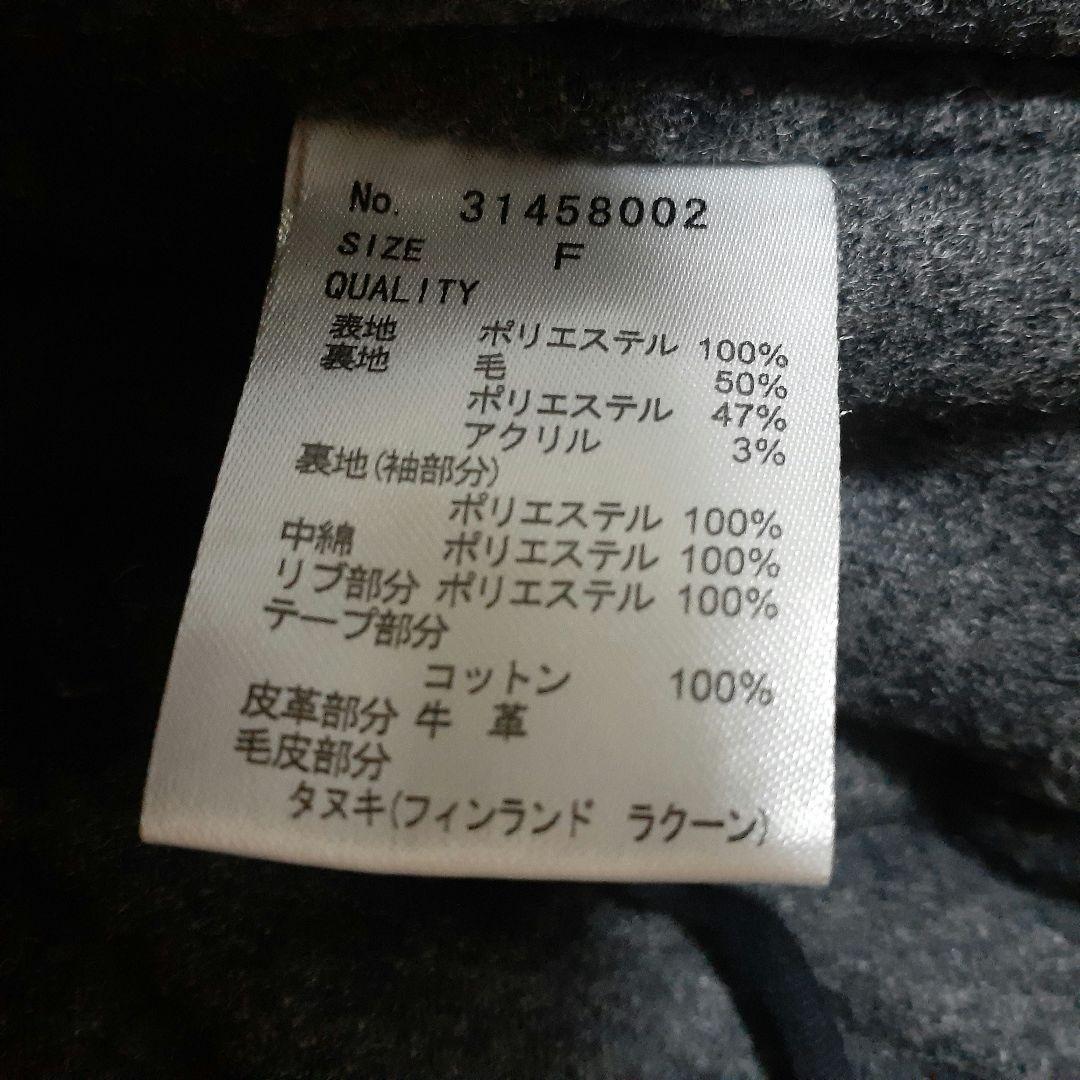 No. 31458002
SIZE F
QUALITY
表地 ポリエステル 100%
裏地 毛 50%
ポリエステル 47%
アクリル 3%
裏地(袖部分)
ポリエステル 100%
中綿 ポリエステル 100%
リブ部分 ポリエステル 100%
テープ部分
コットン 100%
皮革部分 牛 革
毛皮部分
タヌキ(フィンランド ラクーン)